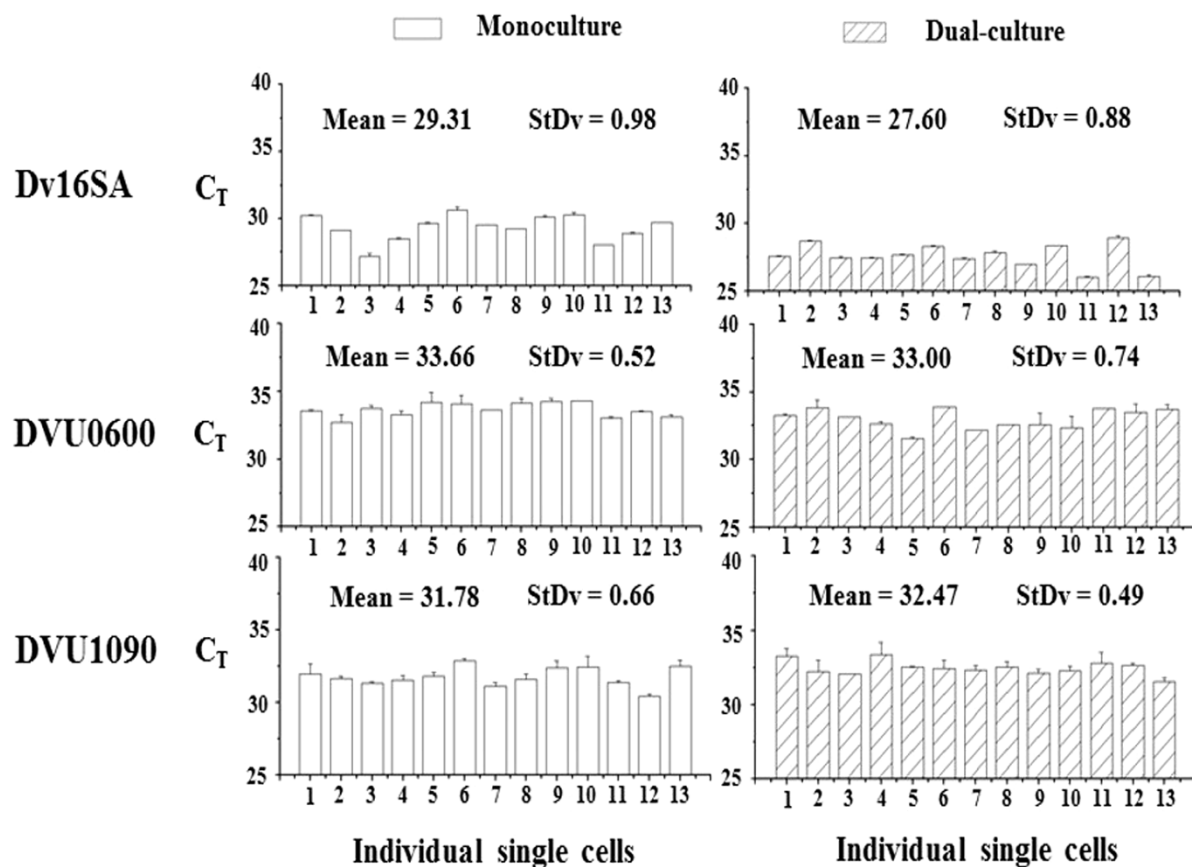 Monoculture Dual-culture
Dv16SA
C_T
40
35
30
25
Mean = 29.31 StDv = 0.98
1 2 3 4 5 6 7 8 9 10 11 12 13
40
35
30
25
Mean = 27.60 StDv = 0.88
1 2 3 4 5 6 7 8 9 10 11 12 13
DVU0600
C_T
40
35
30
25
Mean = 33.66 StDv = 0.52
1 2 3 4 5 6 7 8 9 10 11 12 13
40
35
30
25
Mean = 33.00 StDv = 0.74
1 2 3 4 5 6 7 8 9 10 11 12 13
DVU1090
C_T
40
35
30
25
Mean = 31.78 StDv = 0.66
1 2 3 4 5 6 7 8 9 10 11 12 13
40
35
30
25
Mean = 32.47 StDv = 0.49
1 2 3 4 5 6 7 8 9 10 11 12 13
Individual single cells Individual single cells